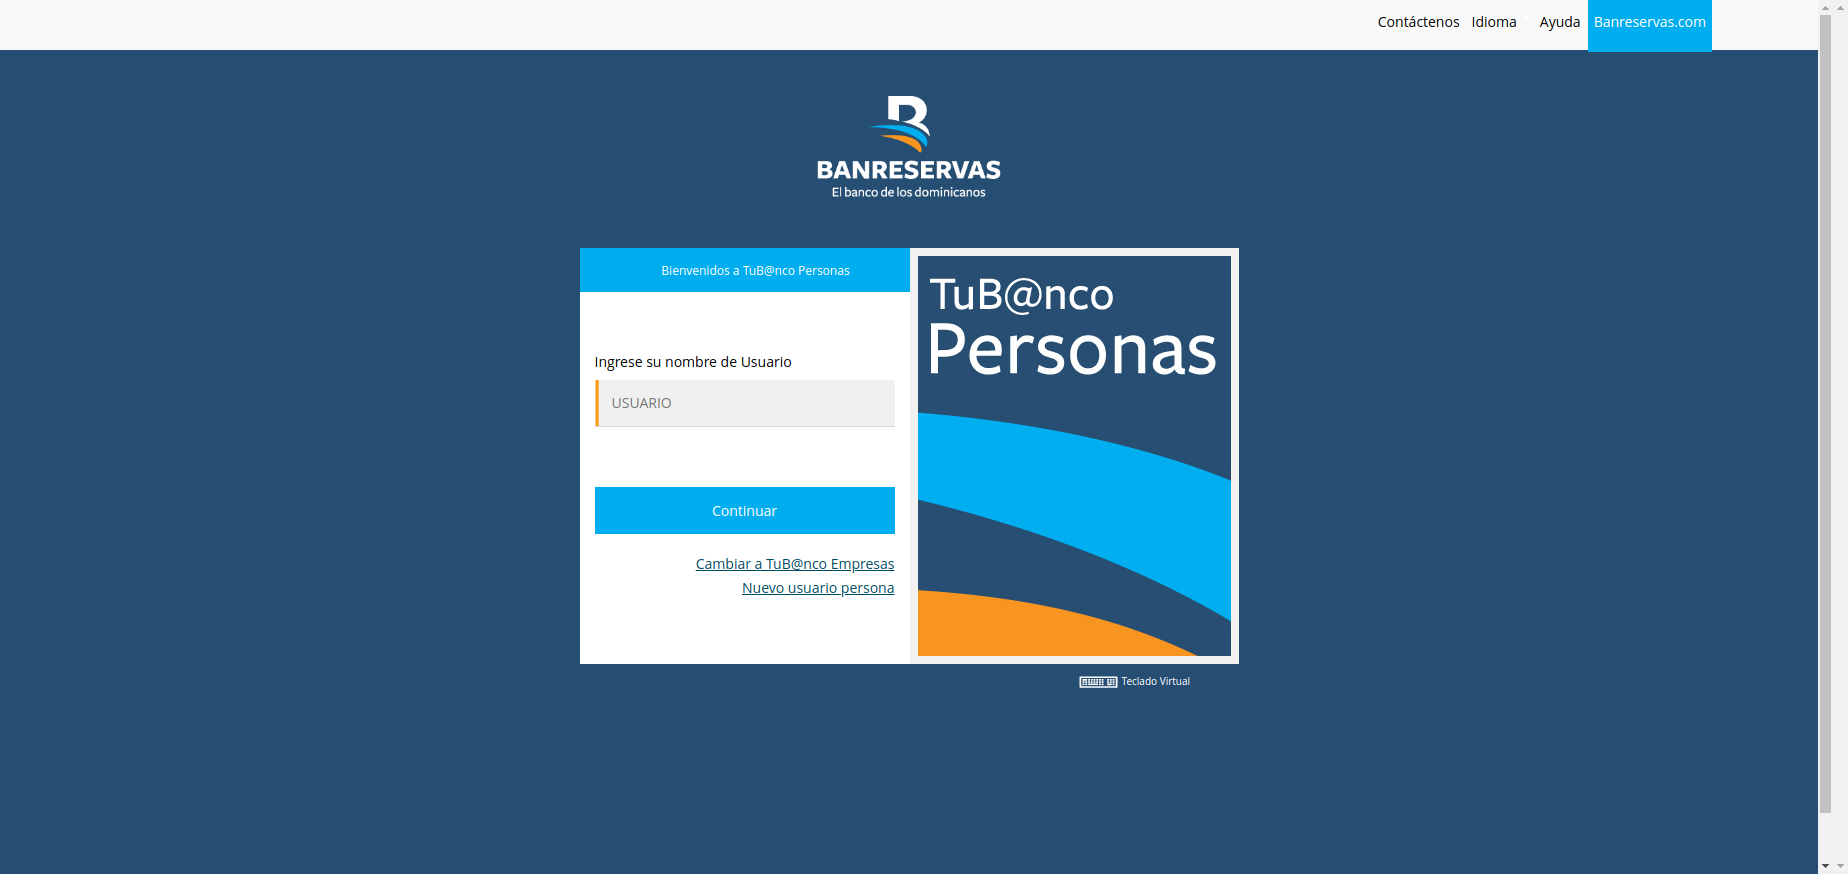 Contáctenos Idioma Ayuda Banreservas.com
B
BANRESERVAS
El banco de los dominicanos
Bienvenidos a TuB@nco Personas
Ingrese su nombre de Usuario
USUARIO
Continuar
Cambiar a TuB@nco Empresas
Nuevo usuario persona
TuB@nco
Personas
Teclado Virtual